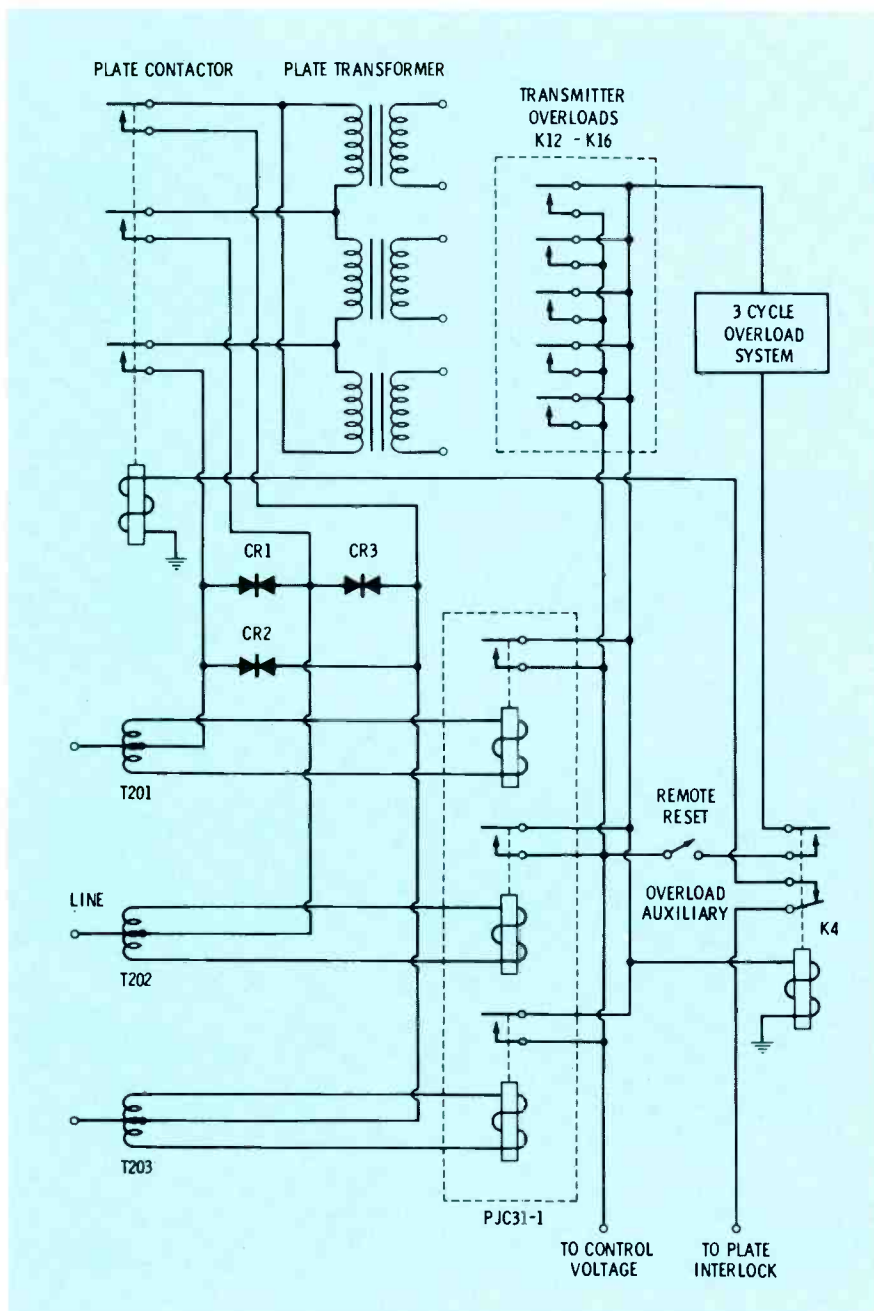 PLATE CONTACTOR
PLATE TRANSFORMER
TRANSMITTER
OVERLOADS
K12 - K16
3 CYCLE
OVERLOAD
SYSTEM
CR1
CR3
CR2
T201
REMOTE
RESET
LINE
OVERLOAD
AUXILIARY
K4
T202
T203
PJC31-1
TO CONTROL
VOLTAGE
TO PLATE
INTERLOCK